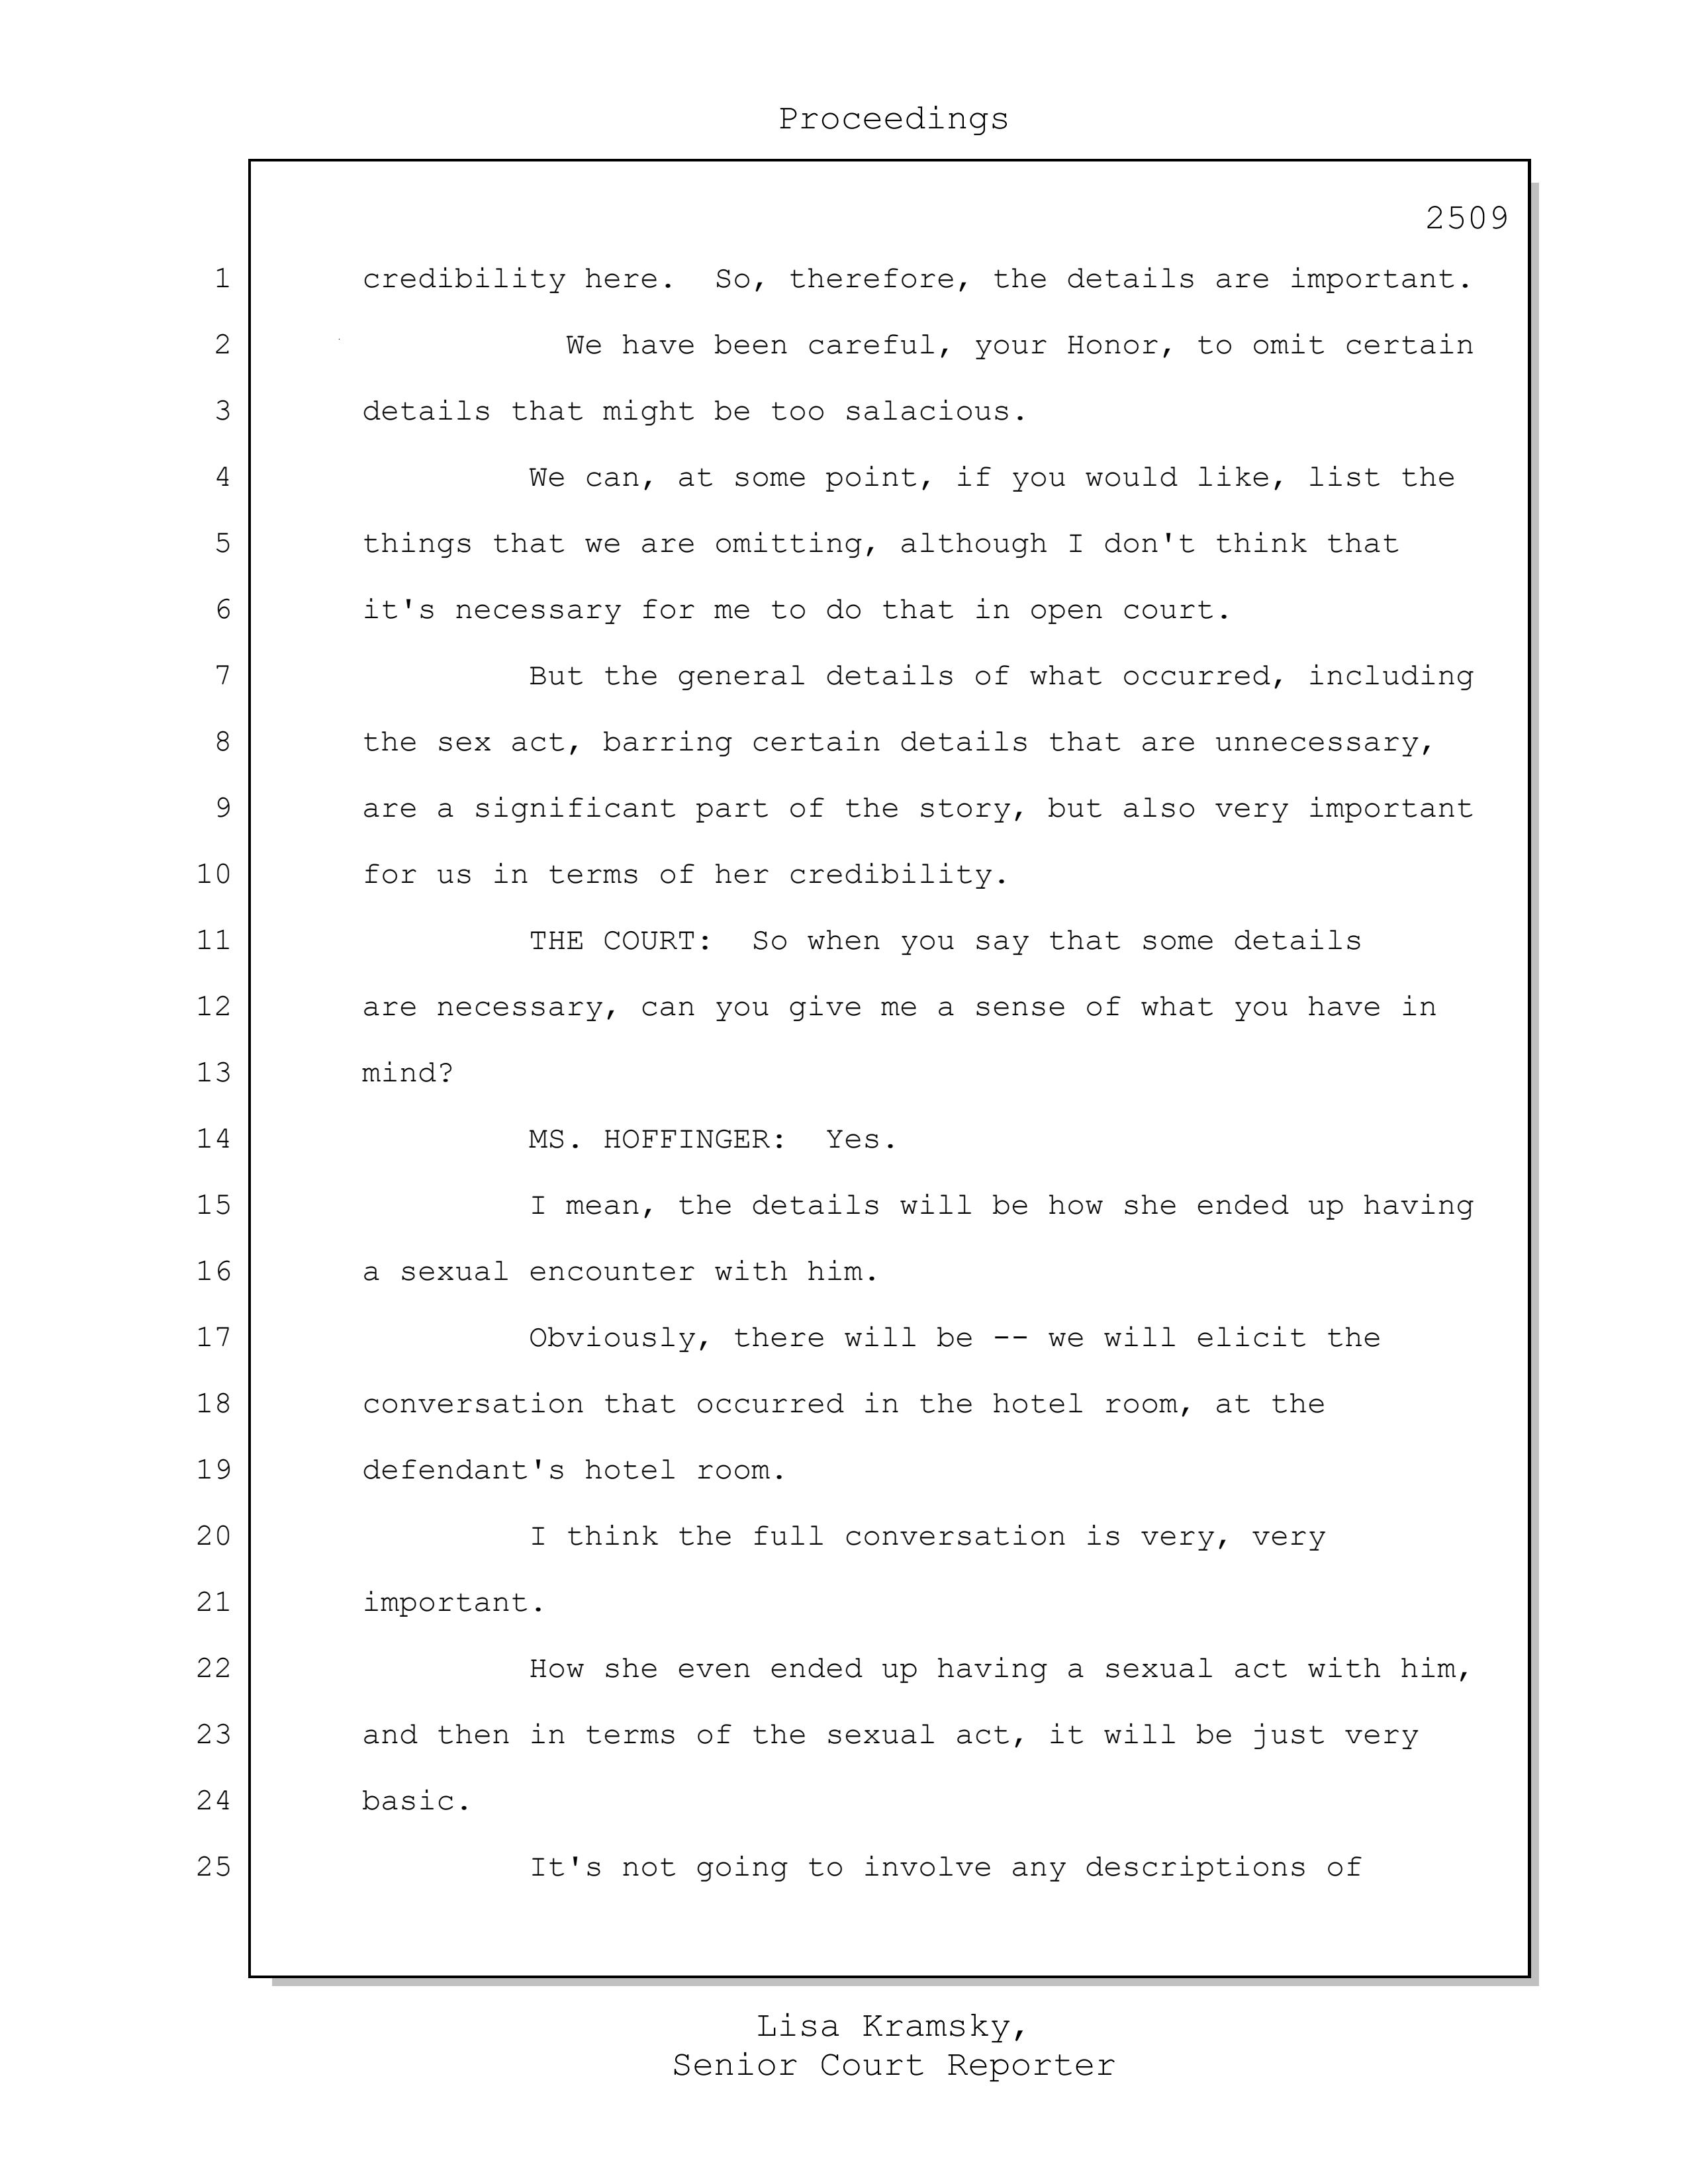 Proceedings
2509
1 credibility here. So, therefore, the details are important.
2 We have been careful, your Honor, to omit certain
3 details that might be too salacious.
4 We can, at some point, if you would like, list the
5 things that we are omitting, although I don't think that
6 it's necessary for me to do that in open court.
7 But the general details of what occurred, including
8 the sex act, barring certain details that are unnecessary,
9 are a significant part of the story, but also very important
10 for us in terms of her credibility.
11 THE COURT: So when you say that some details
12 are necessary, can you give me a sense of what you have in
13 mind?
14 MS. HOFFINGER: Yes.
15 I mean, the details will be how she ended up having
16 a sexual encounter with him.
17 Obviously, there will be -- we will elicit the
18 conversation that occurred in the hotel room, at the
19 defendant's hotel room.
20 I think the full conversation is very, very
21 important.
22 How she even ended up having a sexual act with him,
23 and then in terms of the sexual act, it will be just very
24 basic.
25 It's not going to involve any descriptions of
Lisa Kramsky,
Senior Court Reporter